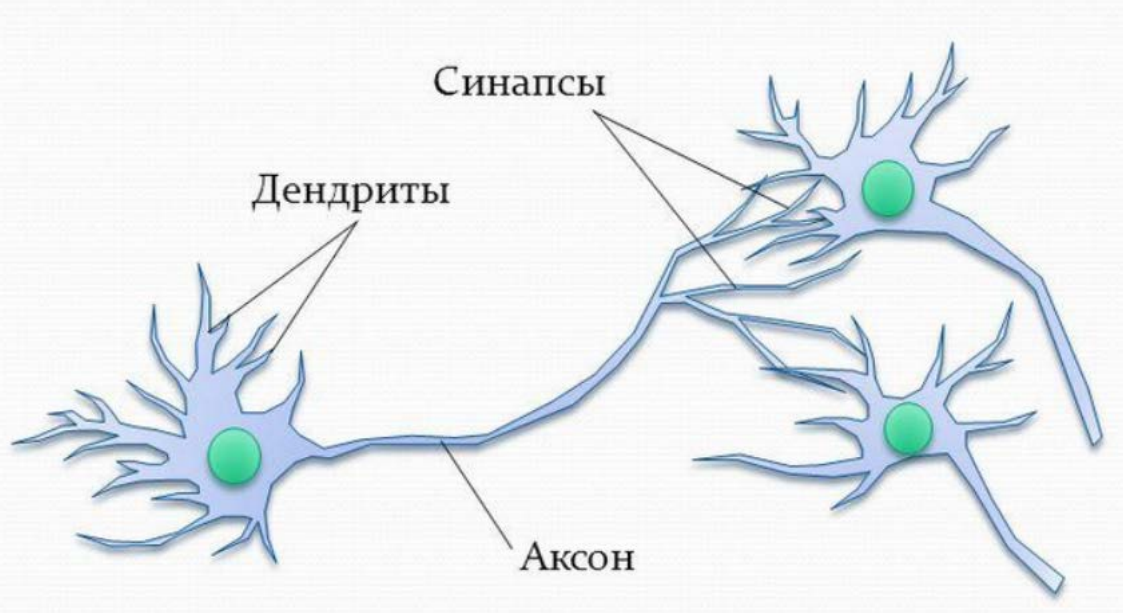 Синапсы
Дендриты
Аксон